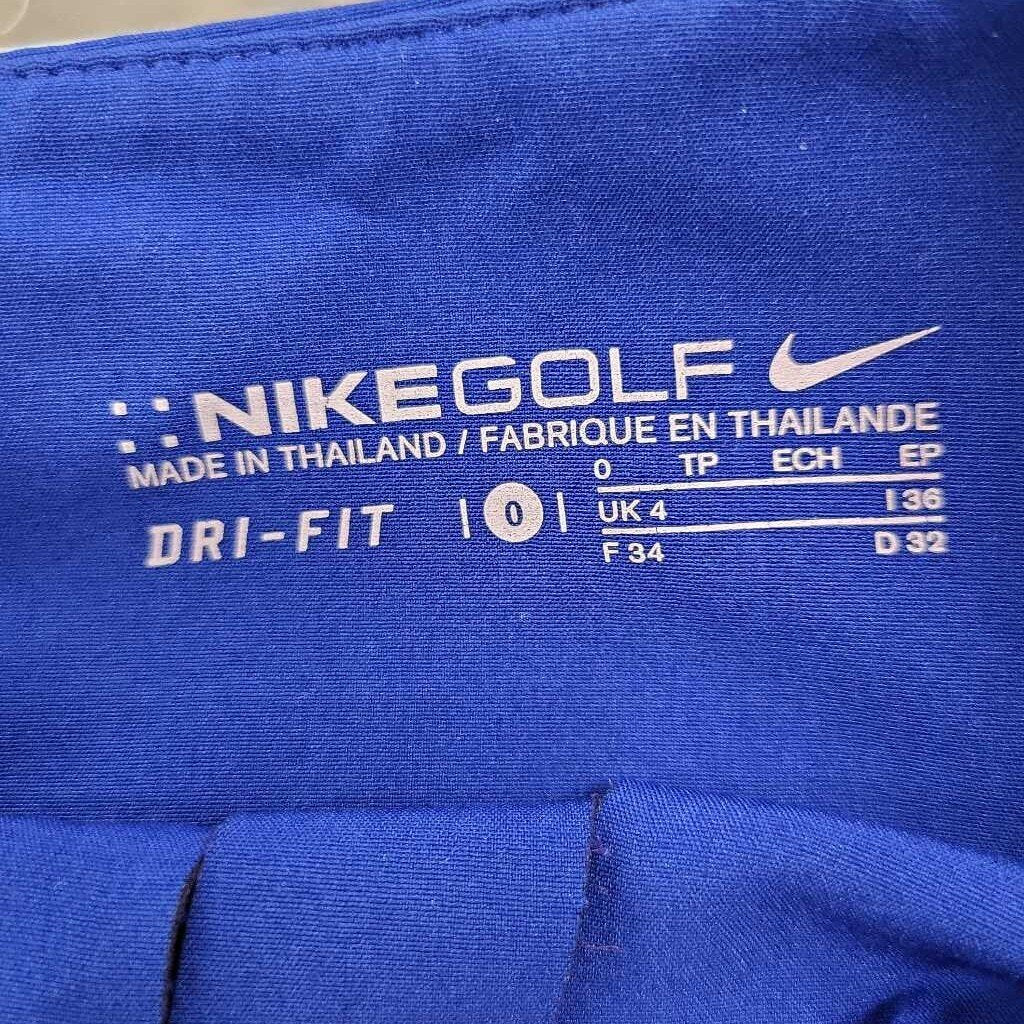 NIKEGOLF
MADE IN THAILAND / FABRIQUE EN THAILANDE
DRI-FIT | 0 |
0 TP ECH EP
UK 4 I 36
F 34 D 32